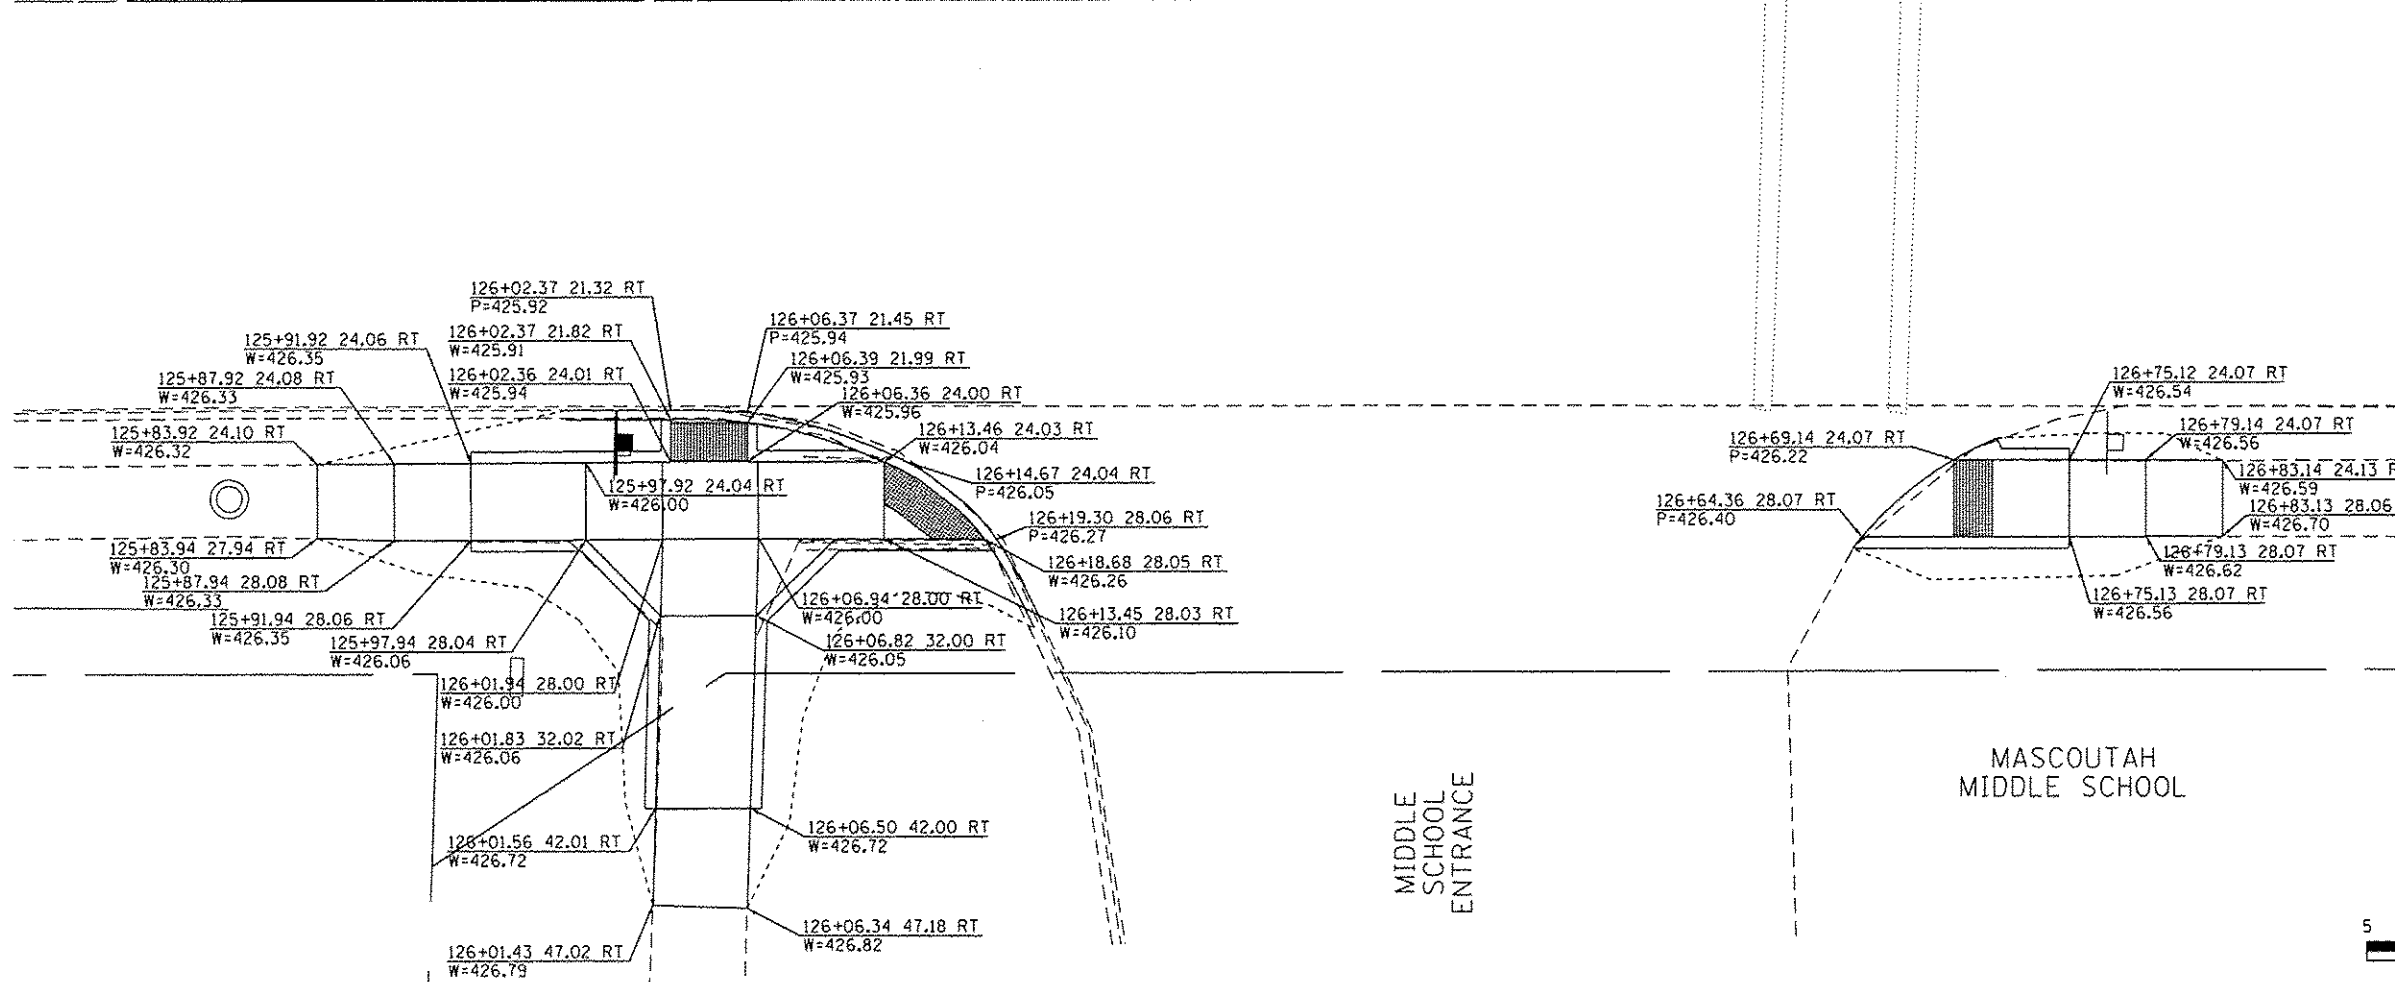 126+02.37 21.32 RT
P=425.92
126+02.37 21.82 RT
W=425.91
126+02.36 24.01 RT
W=425.94
125+91.92 24.06 RT
W=426.35
125+87.92 24.08 RT
W=426.33
125+83.92 24.10 RT
W=426.32
126+06.37 21.45 RT
P=425.94
126+06.39 21.99 RT
W=425.93
126+06.36 24.00 RT
W=425.96
126+13.46 24.03 RT
W=426.04
126+14.67 24.04 RT
P=426.05
125+97.92 24.04 RT
W=426.00
126+19.30 28.06 RT
P=426.27
126+18.68 28.05 RT
W=426.26
125+83.94 27.94 RT
W=426.30
125+87.94 28.08 RT
W=426.33
125+91.94 28.06 RT
W=426.35
125+97.94 28.04 RT
W=426.06
126+06.94 28.00 RT
W=426.00
126+13.45 28.03 RT
W=426.10
126+06.82 32.00 RT
W=426.05
126+01.94 28.00 RT
W=426.00
126+01.83 32.02 RT
W=426.06
126+01.56 42.01 RT
W=426.72
126+06.50 42.00 RT
W=426.72
126+06.34 47.18 RT
W=426.82
126+01.43 47.02 RT
W=426.79
126+75.12 24.07 RT
W=426.54
126+69.14 24.07 RT
P=426.22
126+79.14 24.07 RT
W=426.56
126+83.14 24.13 R
W=426.59
126+64.36 28.07 RT
P=426.40
126+83.13 28.06
W=426.70
126+79.13 28.07 RT
W=426.62
126+75.13 28.07 RT
W=426.56
MIDDLE
SCHOOL
ENTRANCE
MASCOUTAH
MIDDLE SCHOOL
5